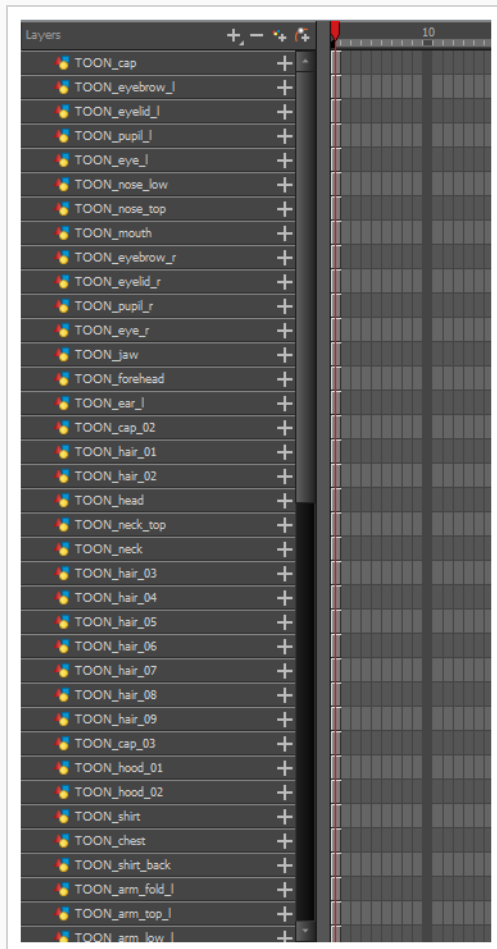 Layers
10
TOON_cap
TOON_eyebrow_l
TOON_eyelid_l
TOON_pupil_l
TOON_eye_l
TOON_nose_low
TOON_nose_top
TOON_mouth
TOON_eyebrow_r
TOON_eyelid_r
TOON_pupil_r
TOON_eye_r
TOON_jaw
TOON_forehead
TOON_ear_l
TOON_cap_02
TOON_hair_01
TOON_hair_02
TOON_head
TOON_neck_top
TOON_neck
TOON_hair_03
TOON_hair_04
TOON_hair_05
TOON_hair_06
TOON_hair_07
TOON_hair_08
TOON_hair_09
TOON_cap_03
TOON_hood_01
TOON_hood_02
TOON_shirt
TOON_chest
TOON_shirt_back
TOON_arm_fold_l
TOON_arm_top_l
TOON_arm_low_l